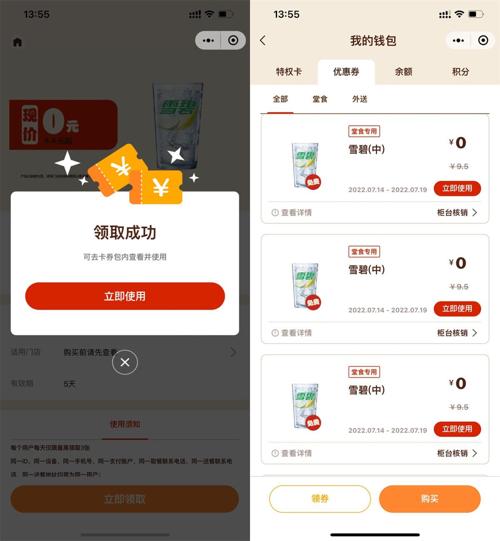 13:55
雪碧
现价0元
领取成功
可去卡券包内查看并使用
立即使用
适用门店 购买前请先查看
有效期 5天
使用须知
每个用户每天仅限最高领取3张
同一ID、同一设备、同一手机号、同一支付账户、同一取餐联系电话、同一送餐联系电
话、同一送餐地址均视为同一用户；
立即领取
13:55
我的钱包
特权卡 优惠券 余额 积分
全部 堂食 外送
堂食专用
雪碧(中)
¥0
¥9.5
免费
2022.07.14 - 2022.07.19 立即使用
查看详情 柜台核销
堂食专用
雪碧(中)
¥0
¥9.5
免费
2022.07.14 - 2022.07.19 立即使用
查看详情 柜台核销
堂食专用
雪碧(中)
¥0
¥9.5
免费
2022.07.14 - 2022.07.19 立即使用
查看详情 柜台核销
领券 购买